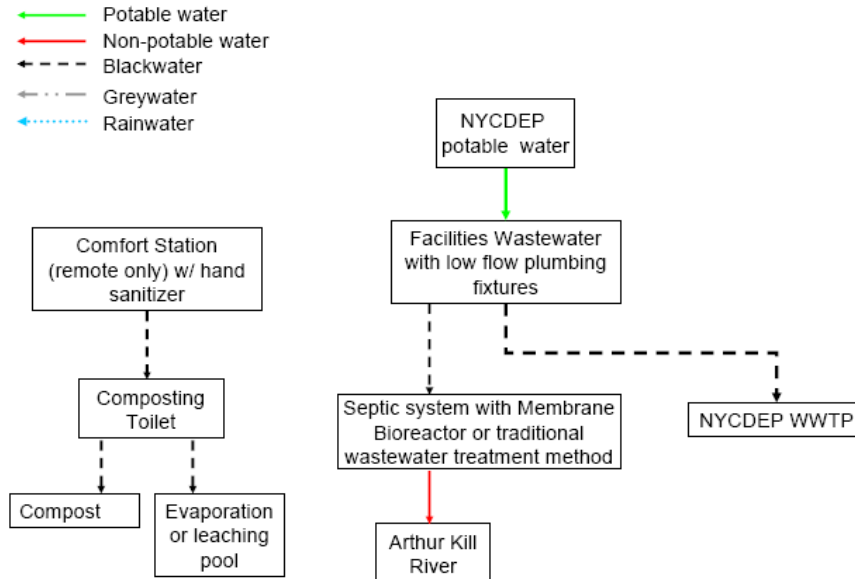 Potable water
Non-potable water
Blackwater
Greywater
Rainwater
NYCDEP
potable water
Comfort Station
(remote only) w/ hand
sanitizer
Facilities Wastewater
with low flow plumbing
fixtures
Composting
Toilet
Septic system with Membrane
Bioreactor or traditional
wastewater treatment method
NYCDEP WWTP
Compost
Evaporation
or leaching
pool
Arthur Kill
River